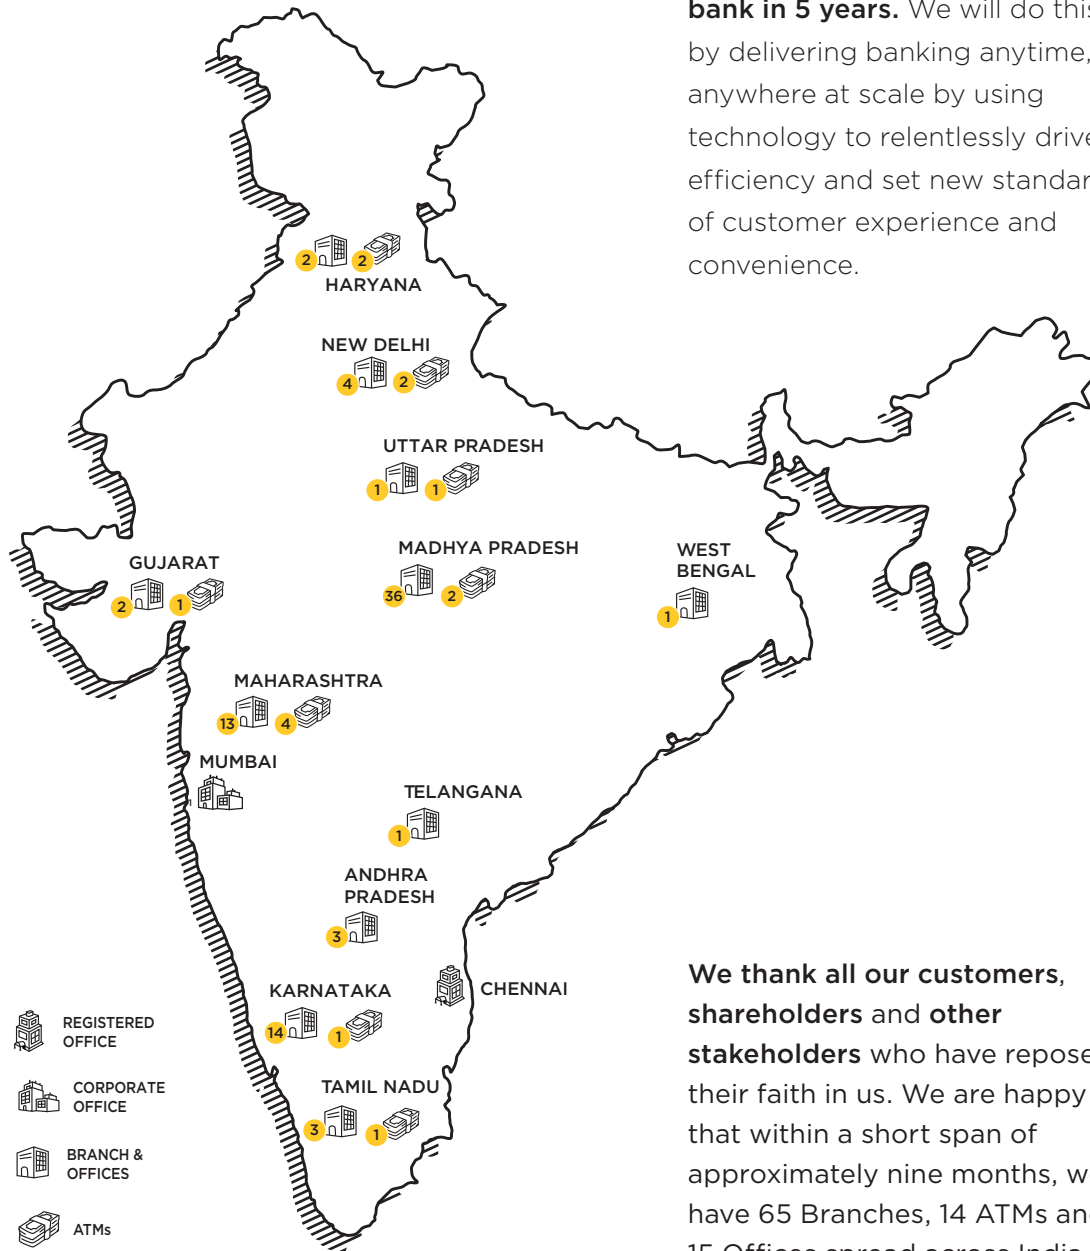 bank in 5 years. We will do this
by delivering banking anytime,
anywhere at scale by using
technology to relentlessly drive
efficiency and set new
of customer experience and
convenience.
2 2
HARYANA
NEW DELHI
4 2
UTTAR PRADESH
1 1
MADHYA PRADESH
36 2
WEST
BENGAL
1
GUJARAT
2 1
MAHARASHTRA
13 4
MUMBAI
TELANGANA
1
ANDHRA
PRADESH
3
CHENNAI
KARNATAKA
14 1
TAMIL NADU
3 1
REGISTERED
OFFICE
CORPORATE
OFFICE
BRANCH &
OFFICES
ATMs
We thank all our customers,
shareholders and other
stakeholders who have
their faith in us. We are happy
that within a short span of
approximately nine months,
have 65 Branches, 14 ATMs
15 Offices spread across India